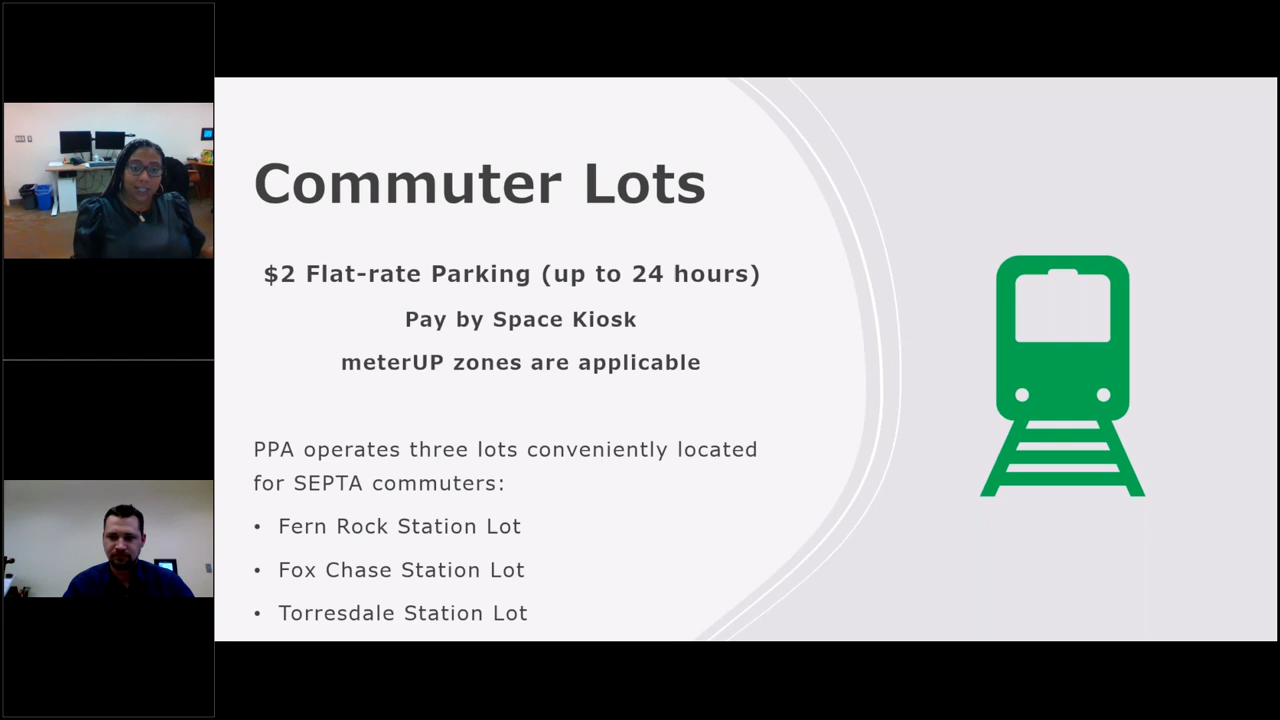 Commuter Lots
$2 Flat-rate Parking (up to 24 hours)
Pay by Space Kiosk
meterUP zones are applicable
PPA operates three lots conveniently located
for SEPTA commuters:
• Fern Rock Station Lot
• Fox Chase Station Lot
• Torresdale Station Lot